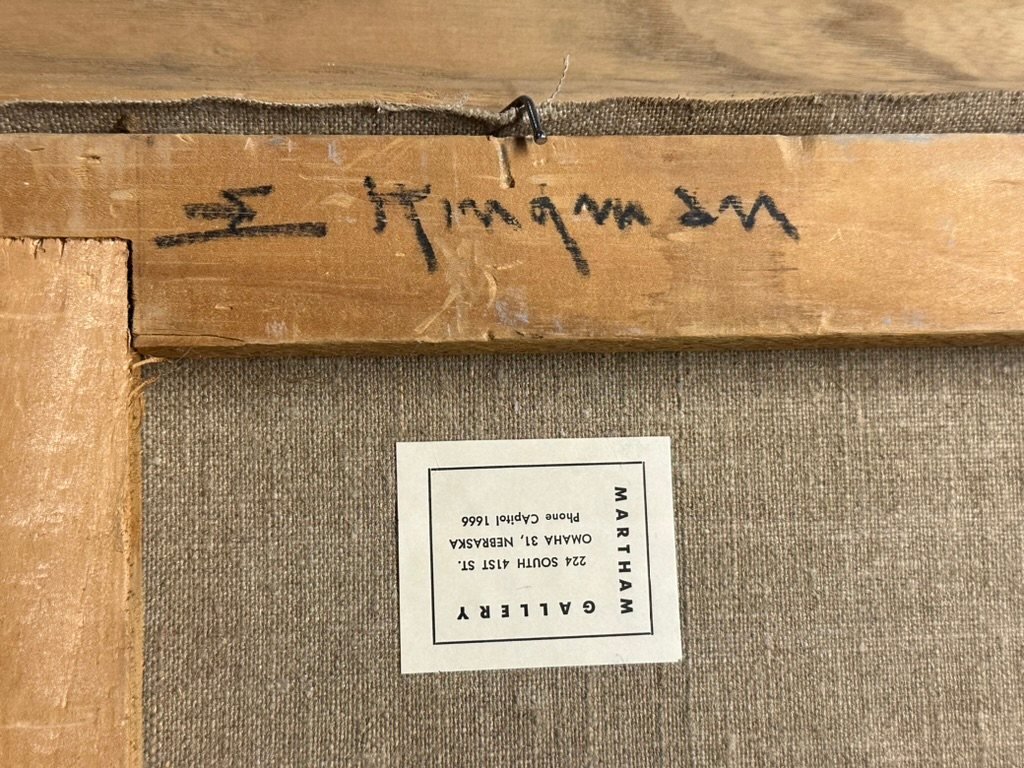 E Kingman
MARTHAM
GALLERY
224 SOUTH 41ST ST.
OMAHA 31, NEBRASKA
Phone CApitol 1666